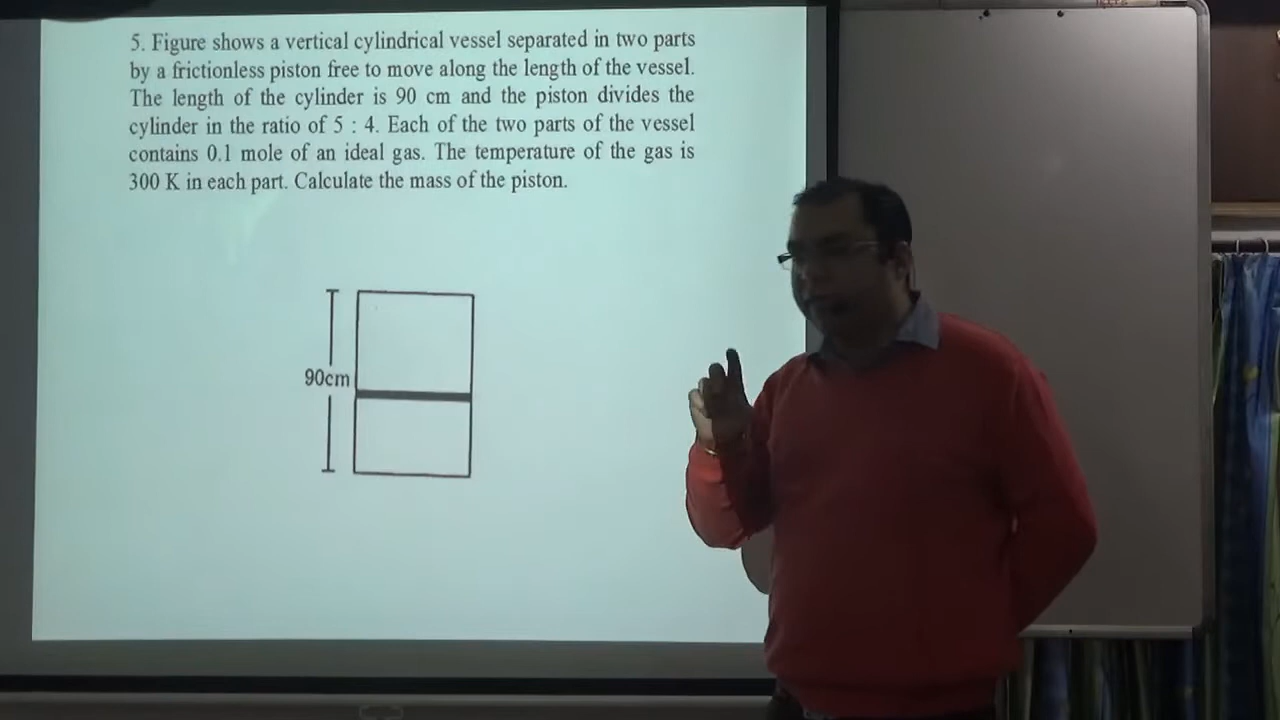 5. Figure shows a vertical cylindrical vessel separated in two parts
by a frictionless piston free to move along the length of the vessel.
The length of the cylinder is 90 cm and the piston divides the
cylinder in the ratio of 5 : 4. Each of the two parts of the vessel
contains 0.1 mole of an ideal gas. The temperature of the gas is
300 K in each part. Calculate the mass of the piston.
90cm